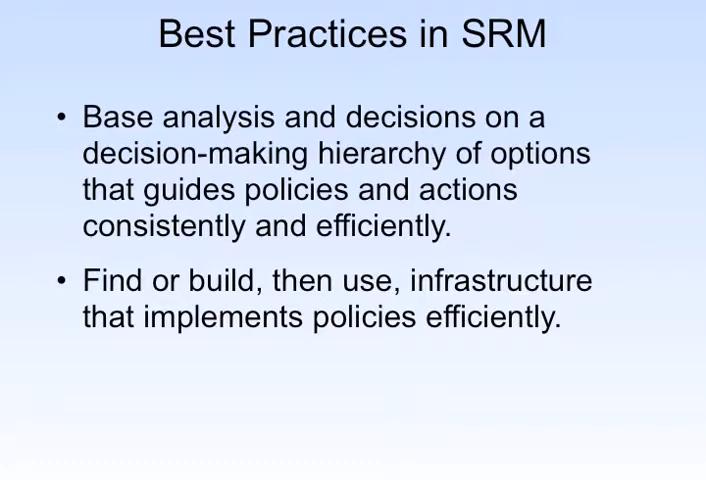 Best Practices in SRM
• Base analysis and decisions on a
decision-making hierarchy of options
that guides policies and actions
consistently and efficiently.
• Find or build, then use, infrastructure
that implements policies efficiently.